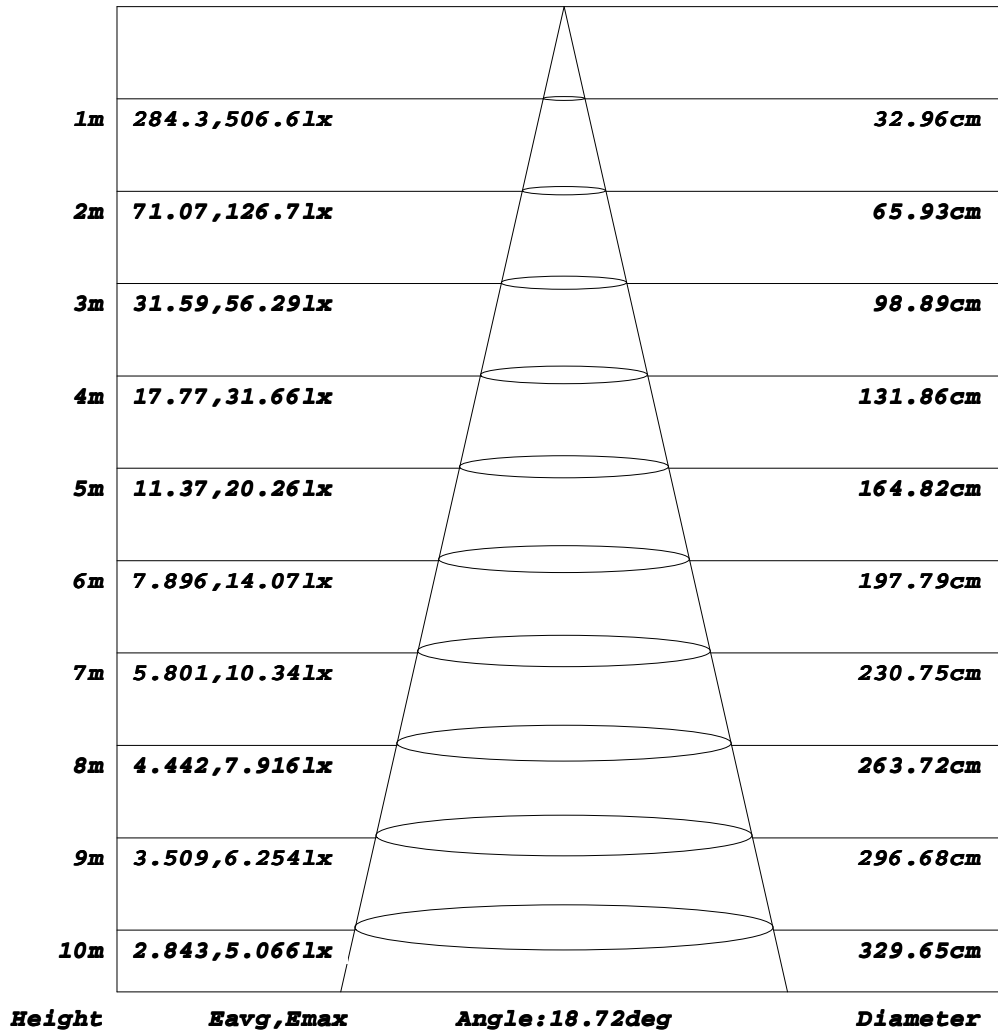 1m 284.3,506.6lx 32.96cm
2m 71.07,126.7lx 65.93cm
3m 31.59,56.29lx 98.89cm
4m 17.77,31.66lx 131.86cm
5m 11.37,20.26lx 164.82cm
6m 7.896,14.07lx 197.79cm
7m 5.801,10.34lx 230.75cm
8m 4.442,7.916lx 263.72cm
9m 3.509,6.254lx 296.68cm
10m 2.843,5.066lx 329.65cm
Height Eavg,Emax Angle:18.72deg Diameter